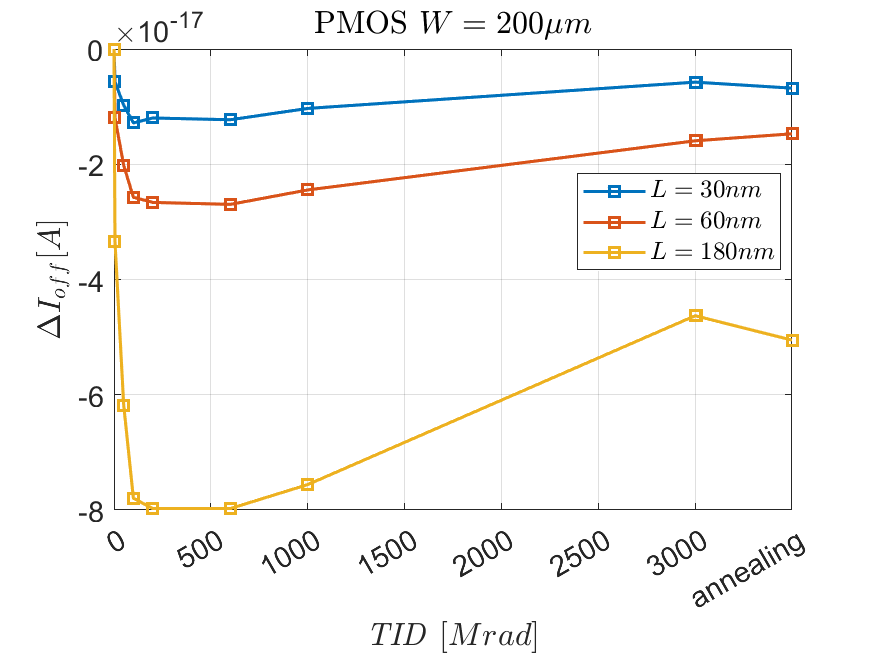 PMOS W = 200μm
×10-17
0
-2
-4
-6
-8
ΔIoff[A]
L = 30nm
L = 60nm
L = 180nm
0
500
1000
1500
2000
2500
3000
annealing
TID [Mrad]